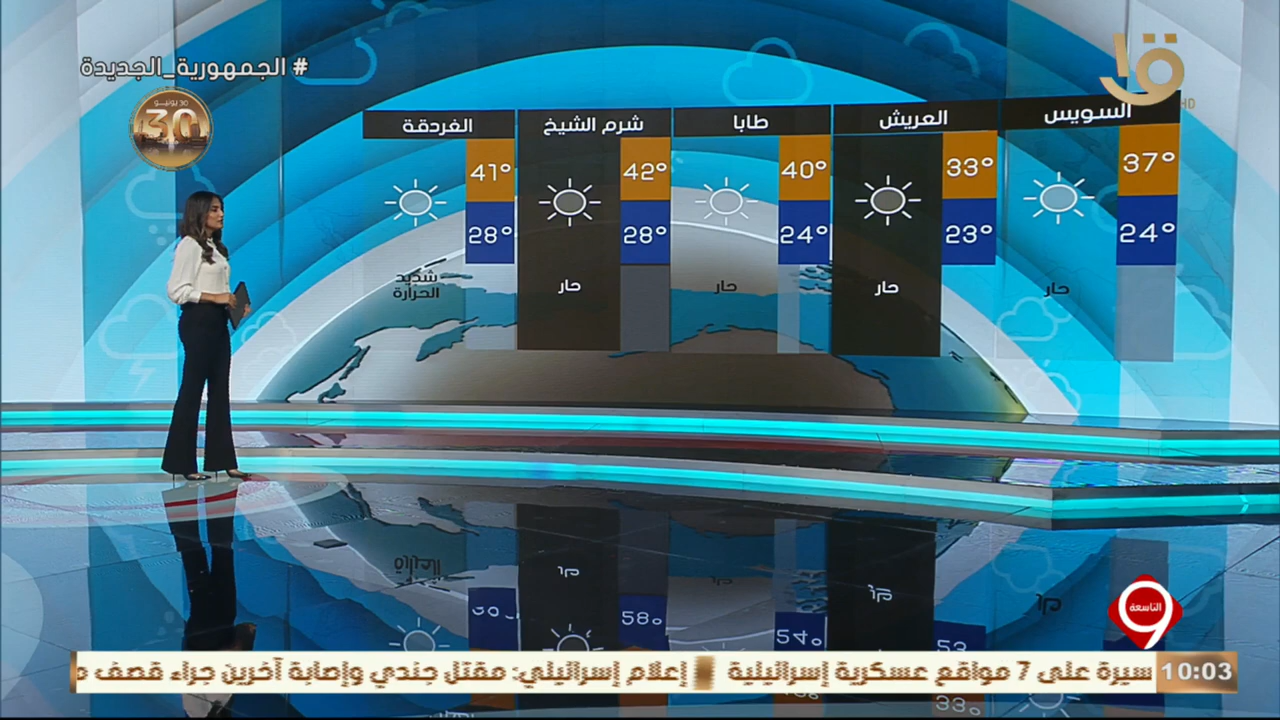 # الجمهورية_الجديدة
30 يونيو
30
HD
السويس
37°
24°
حار
العريش
33°
23°
حار
طابا
40°
24°
حار
شرم الشيخ
42°
28°
حار
الغردقة
41°
28°
شديد
الحرارة
التاسعة
9
10:03
سيرة على 7 مواقع عسكرية إسرائيلية
إعلام إسرائيلي: مقتل جندي وإصابة آخرين جراء قصف